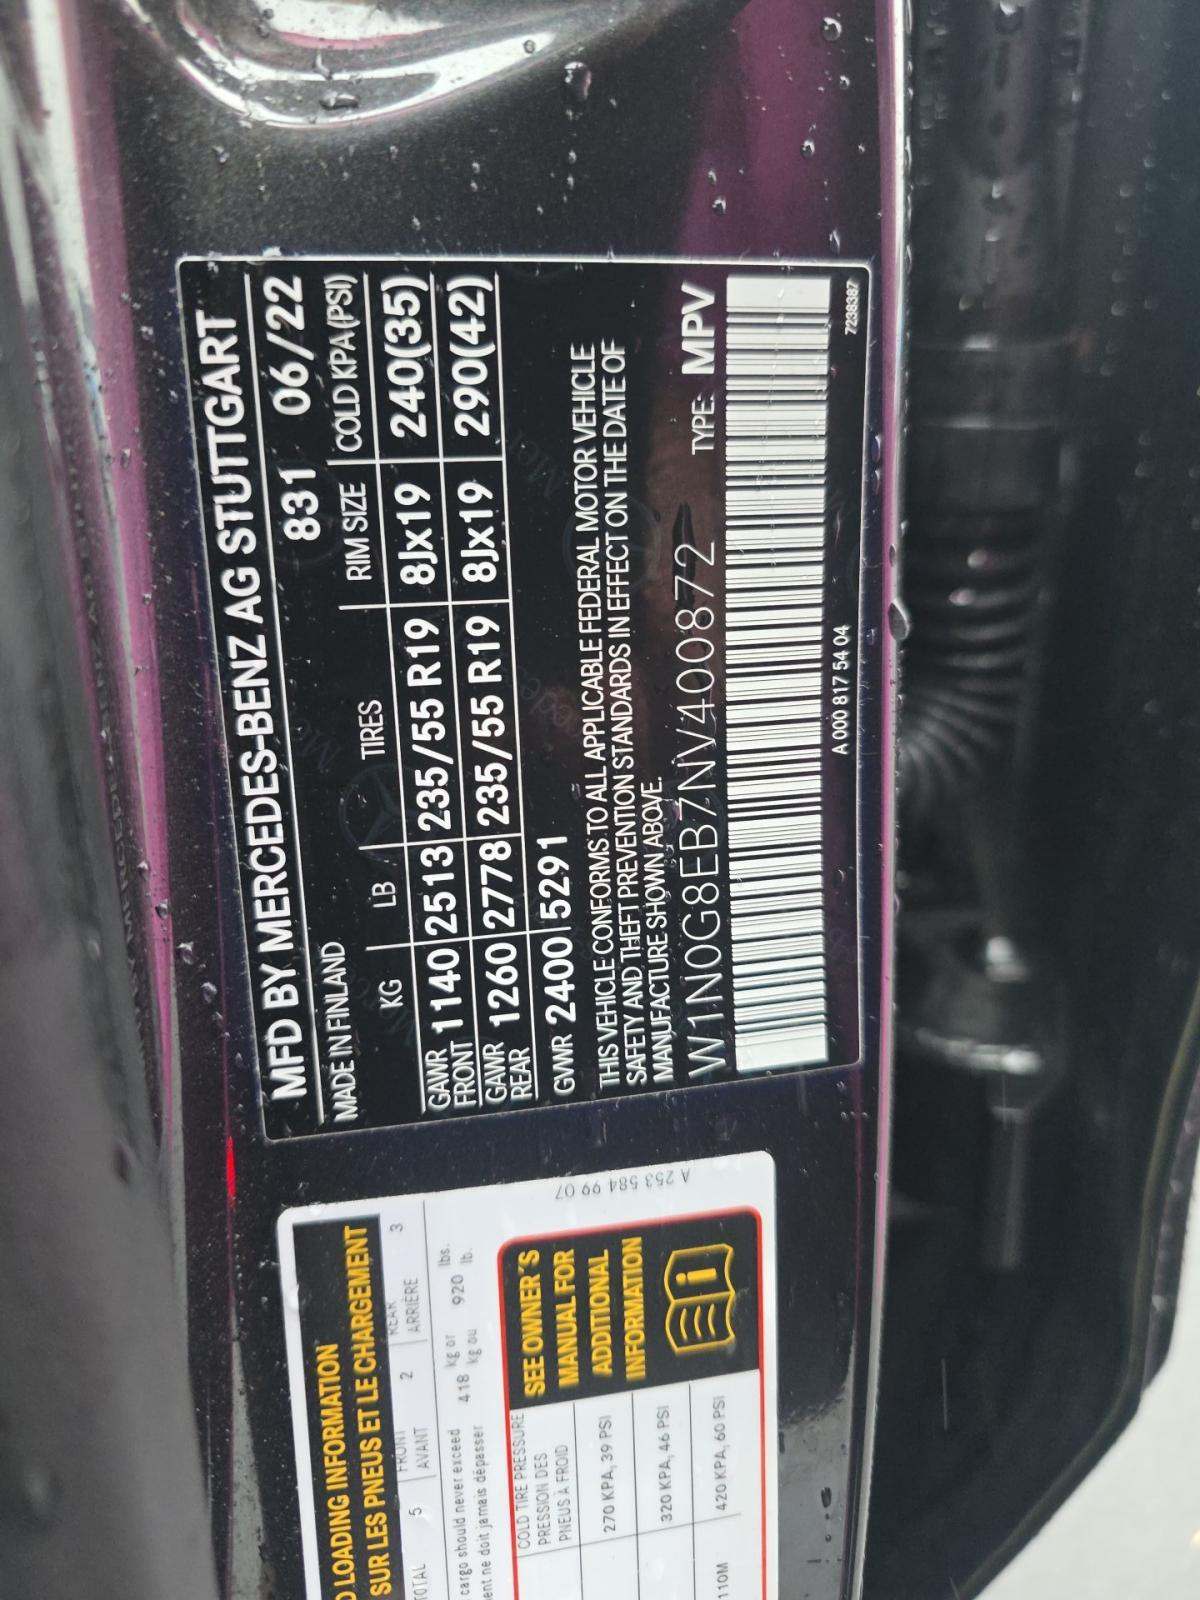 MFD BY MERCEDES-BENZ AG STUTTGART
MADE IN FINLAND 831 06/22
KG LB TIRES RIM SIZE COLD KPA(PSI)
GAWR FRONT 1140 2513 235/55 R19 8Jx19 240(35)
GAWR REAR 1260 2778 235/55 R19 8Jx19 290(42)
GVWR 2400 5291
THIS VEHICLE CONFORMS TO ALL APPLICABLE FEDERAL MOTOR VEHICLE
SAFETY AND THEFT PREVENTION STANDARDS IN EFFECT ON THE DATE OF
MANUFACTURE SHOWN ABOVE.
W1N0G8EB7NV400872 TYPE: MPV
A 000 817 54 04
7238387
LOADING INFORMATION
SUR LES PNEUS ET LE CHARGEMENT
TOTAL 5 FRONT AVANT 2 REAR ARRIÈRE 3
cargo should never exceed 418 kg or 920 lbs.
ne doit jamais dépasser kg ou lb.
COLD TIRE PRESSURE
PRESSION DES
PNEUS À FROID
270 KPA, 39 PSI
320 KPA, 46 PSI
110M 420 KPA, 60 PSI
SEE OWNER'S
MANUAL FOR
ADDITIONAL
INFORMATION
A 253 584 99 07